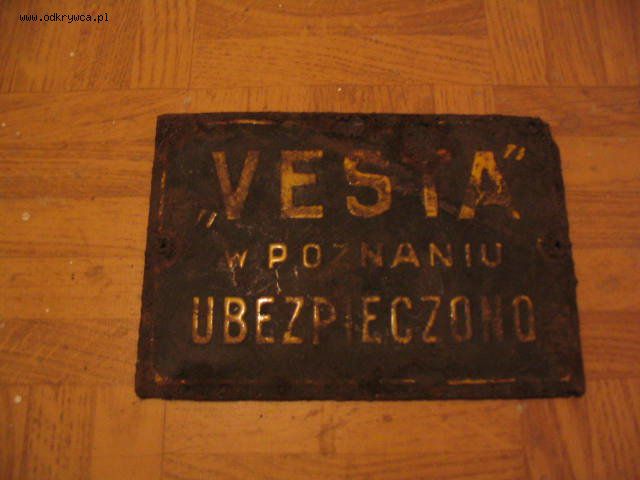 www.odkrywca.pl
„VESTA”
W POZNANIU
UBEZPIECZONO